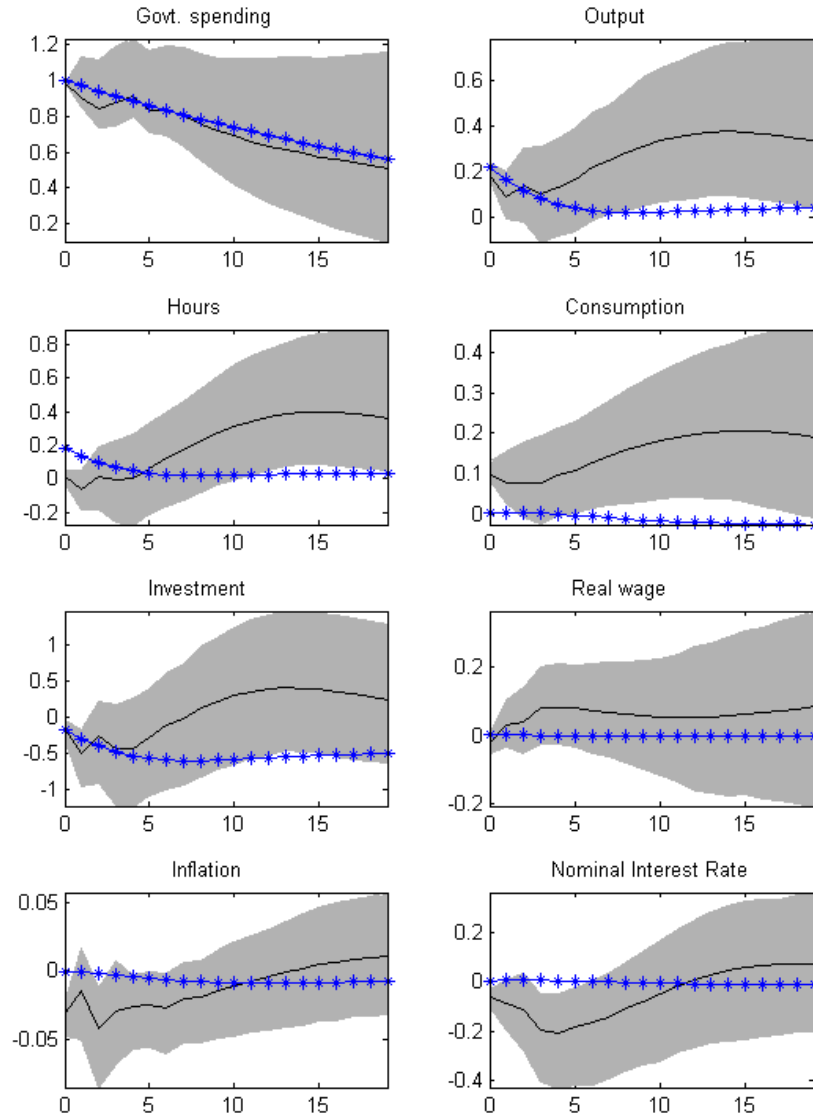 Govt. spending
1.2
1
0.8
0.6
0.4
0.2
0 5 10 15
Output
0.6
0.4
0.2
0
0 5 10 15
Hours
0.8
0.6
0.4
0.2
0
-0.2
0 5 10 15
Consumption
0.4
0.3
0.2
0.1
0
0 5 10 15
Investment
1
0.5
0
-0.5
-1
0 5 10 15
Real wage
0.2
0
-0.2
0 5 10 15
Inflation
0.05
0
-0.05
0 5 10 15
Nominal Interest Rate
0.2
0
-0.2
-0.4
0 5 10 15